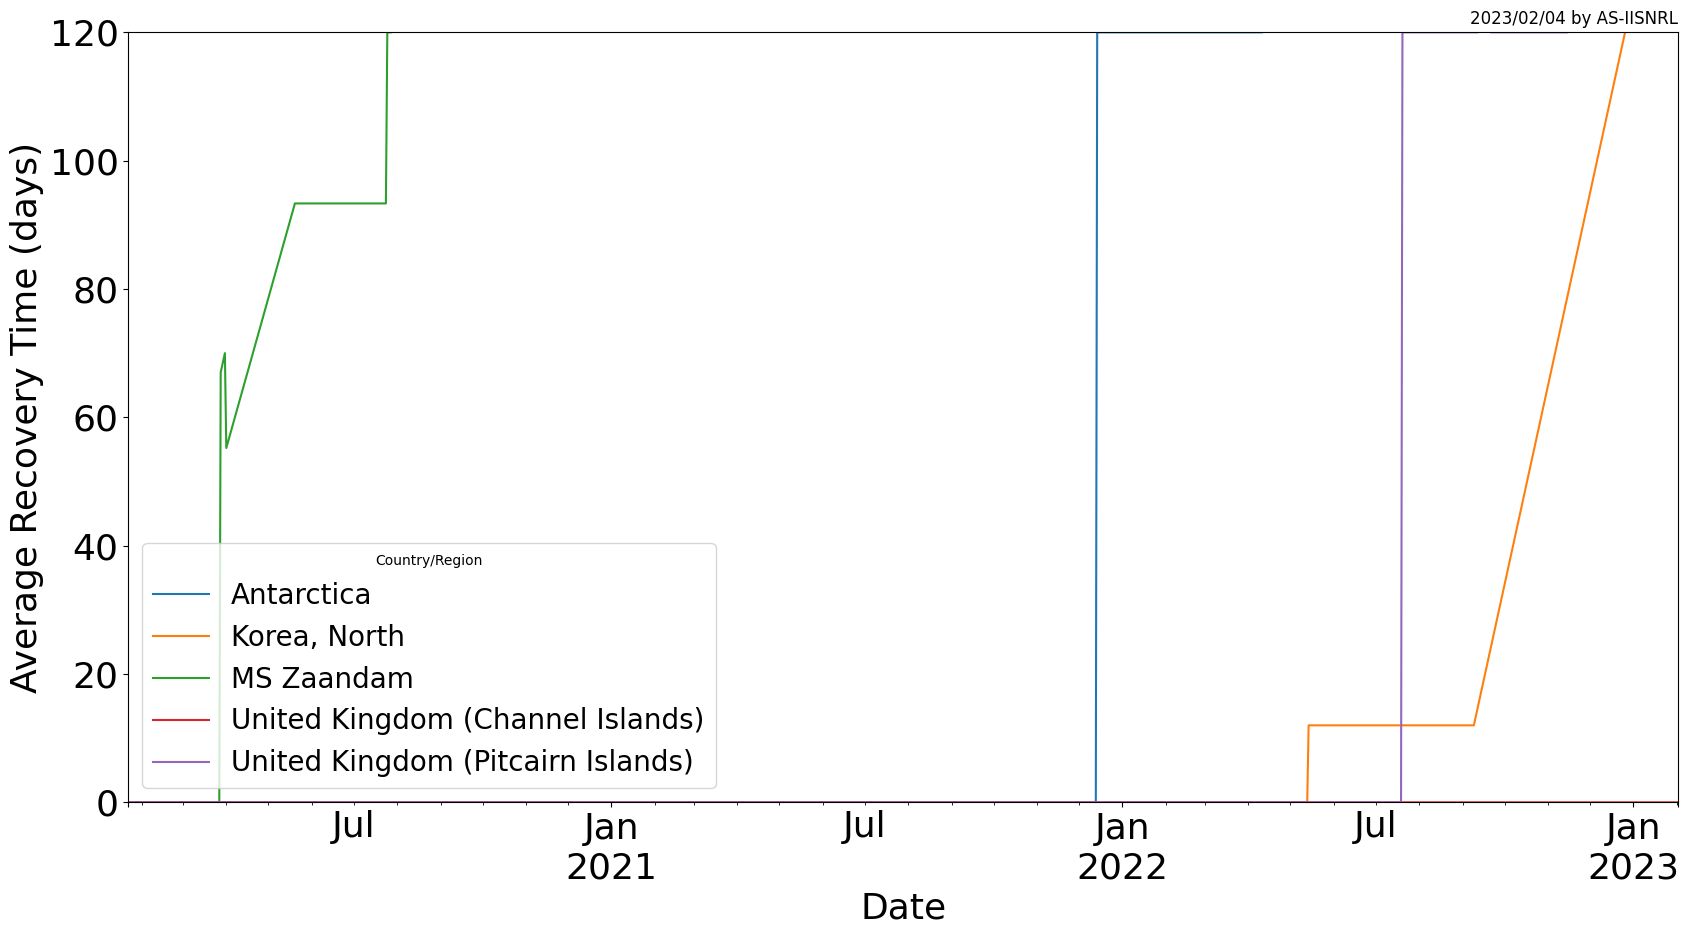 2023/02/04 by AS-IISNRL
120
100
80
60
40
20
0
Average Recovery Time (days)
Country/Region
Antarctica
Korea, North
MS Zaandam
United Kingdom (Channel Islands)
United Kingdom (Pitcairn Islands)
Jul
Jan
2021
Jul
Jan
2022
Jul
Jan
2023
Date